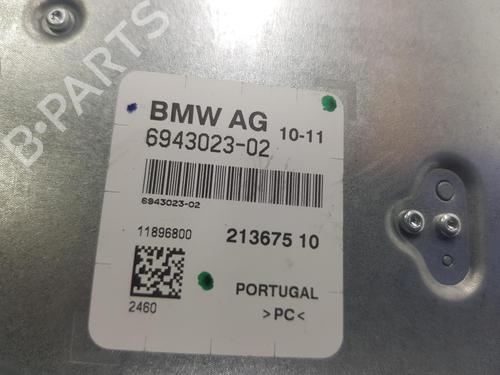 B-PARTS
BMW AG 10-11
6943023-02
6943023-02
11896800 213675 10
2460
PORTUGAL
>PC<